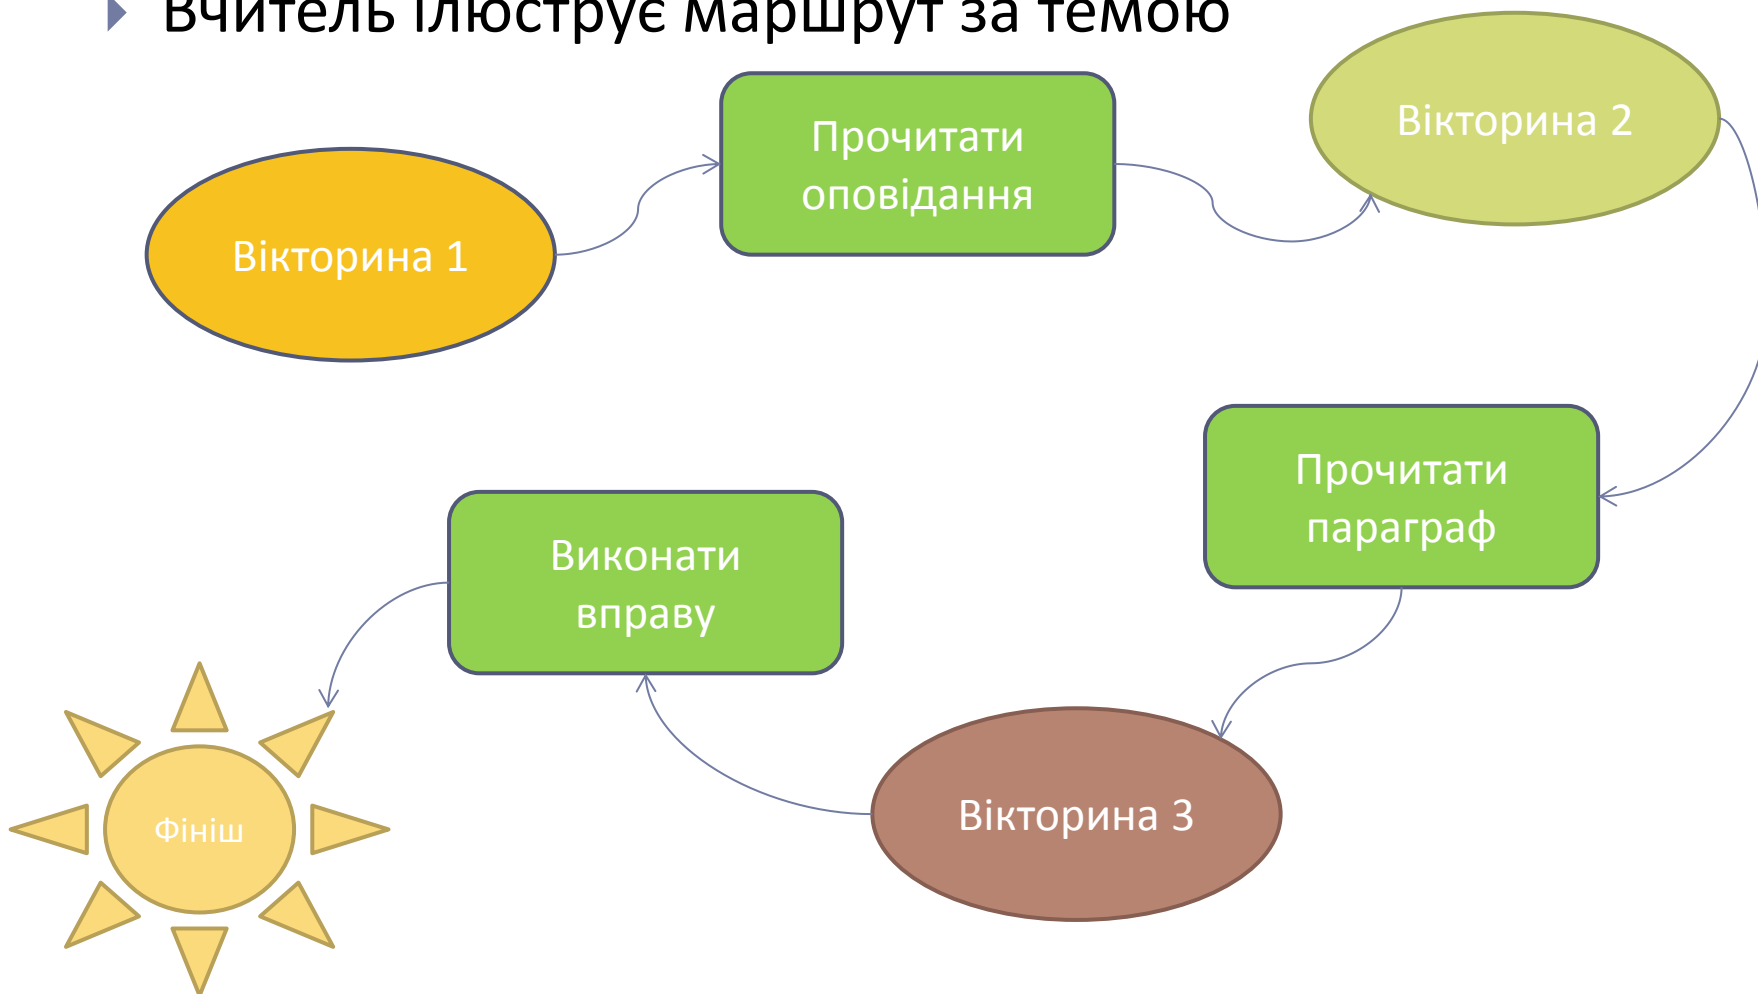 Вчитель ілюструє маршрут за темою
Вікторина 1
Прочитати
оповідання
Вікторина 2
Прочитати
параграф
Вікторина 3
Виконати
вправу
Фініш